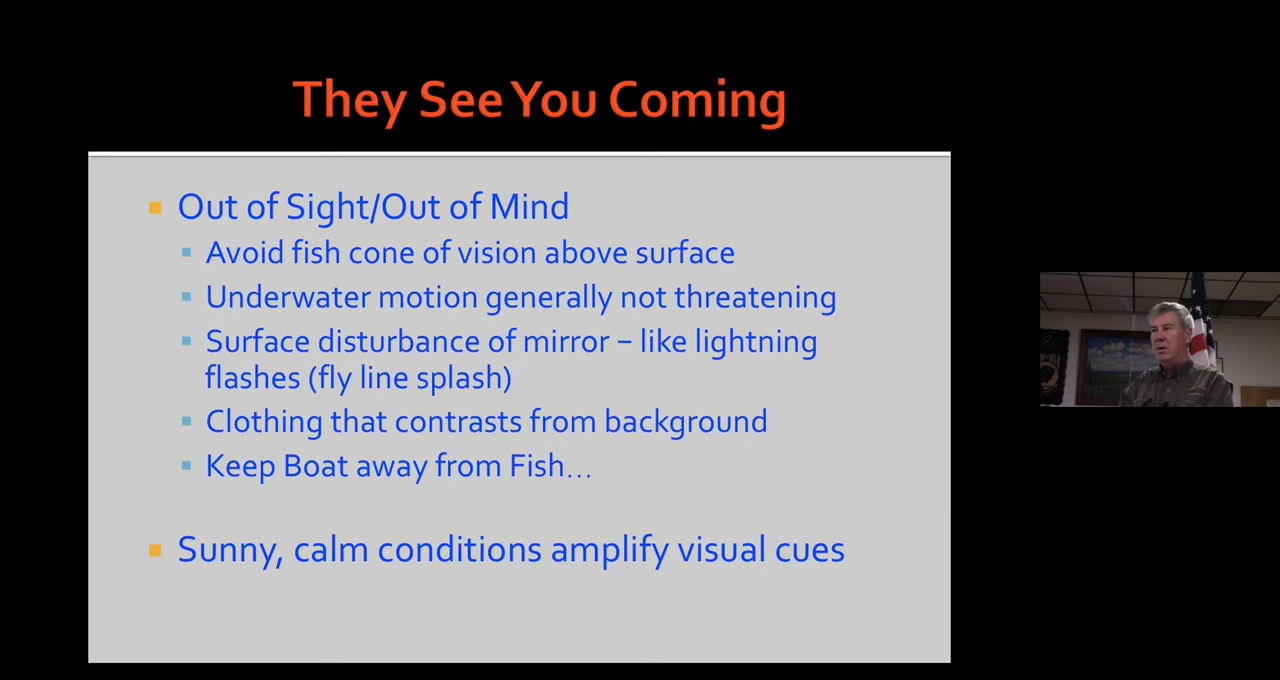 They See You Coming
Out of Sight/Out of Mind
Avoid fish cone of vision above surface
Underwater motion generally not threatening
Surface disturbance of mirror – like lightning
flashes (fly line splash)
Clothing that contrasts from background
Keep Boat away from Fish…
Sunny, calm conditions amplify visual cues